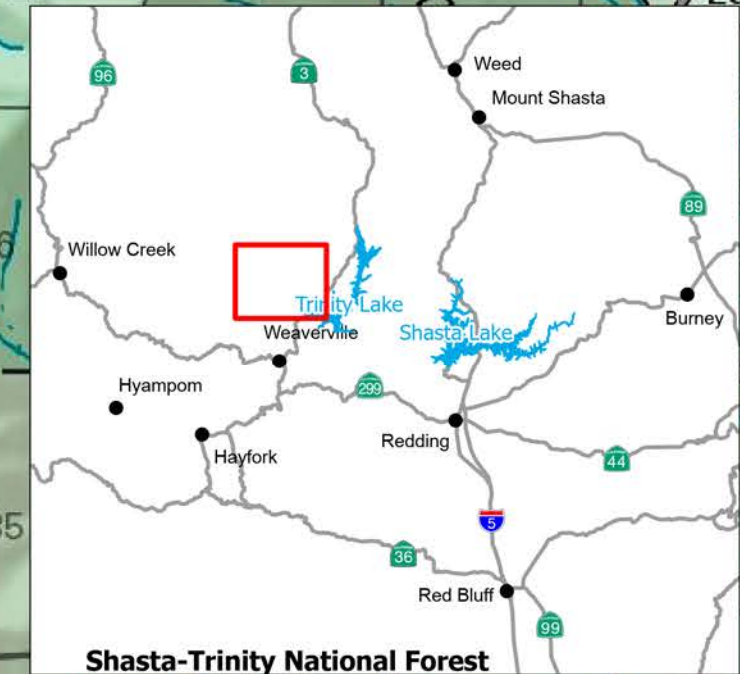 96
3
Weed
Mount Shasta
89
Willow Creek
Trinity Lake
Burney
Weaverville
Shasta Lake
Hyampom
299
Redding
Hayfork
44
5
36
Red Bluff
99
Shasta-Trinity National Forest